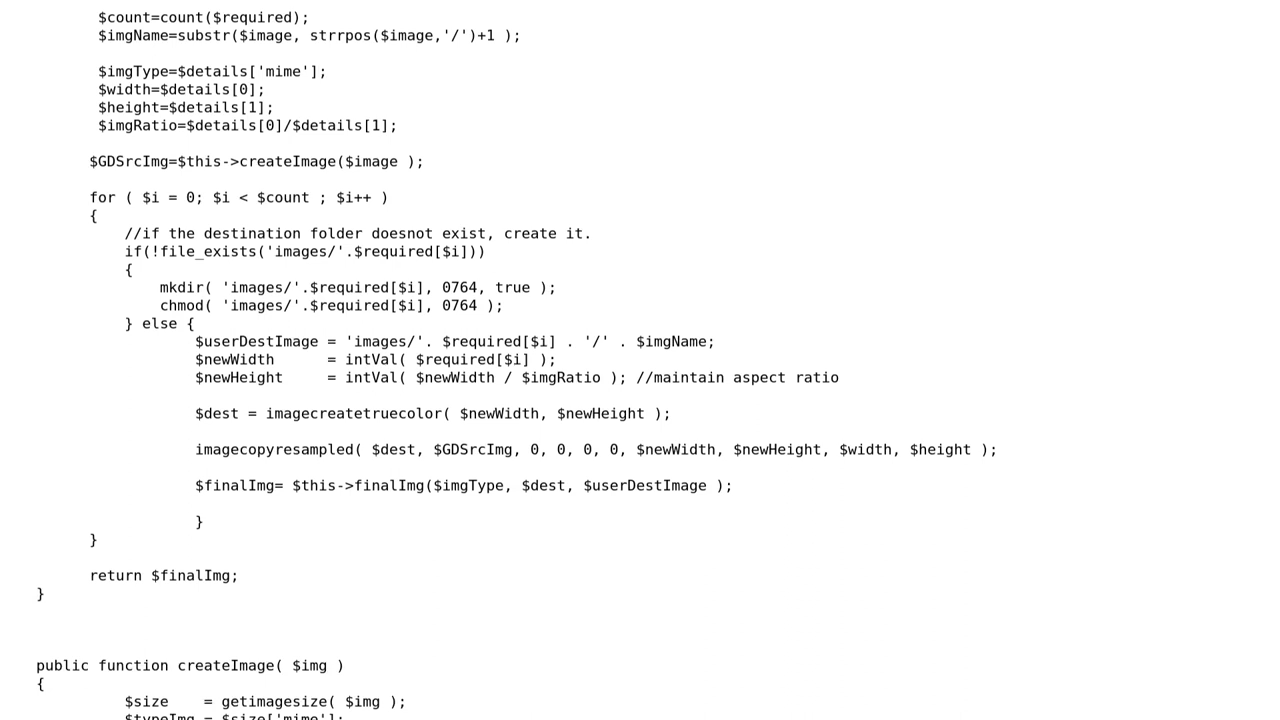 $count=count($required);
$imgName=substr($image, strrpos($image,'/')+1 );
$imgType=$details['mime'];
$width=$details[0];
$height=$details[1];
$imgRatio=$details[0]/$details[1];
$GDSrcImg=$this->createImage($image );
for ( $i = 0; $i < $count ; $i++ )
{
//if the destination folder doesnot exist, create it.
if(!file_exists('images/'.$required[$i]))
{
mkdir( 'images/'.$required[$i], 0764, true );
chmod( 'images/'.$required[$i], 0764 );
} else {
$userDestImage = 'images/'. $required[$i] . '/' . $imgName;
$newWidth      = intVal( $required[$i] );
$newHeight     = intVal( $newWidth / $imgRatio ); //maintain aspect ratio
$dest = imagecreatetruecolor( $newWidth, $newHeight );
imagecopyresampled( $dest, $GDSrcImg, 0, 0, 0, 0, $newWidth, $newHeight, $width, $height );
$finalImg= $this->finalImg($imgType, $dest, $userDestImage );
}
}
return $finalImg;
}
public function createImage( $img )
{
$size    = getimagesize( $img );
$typeImg = $size['mime'];